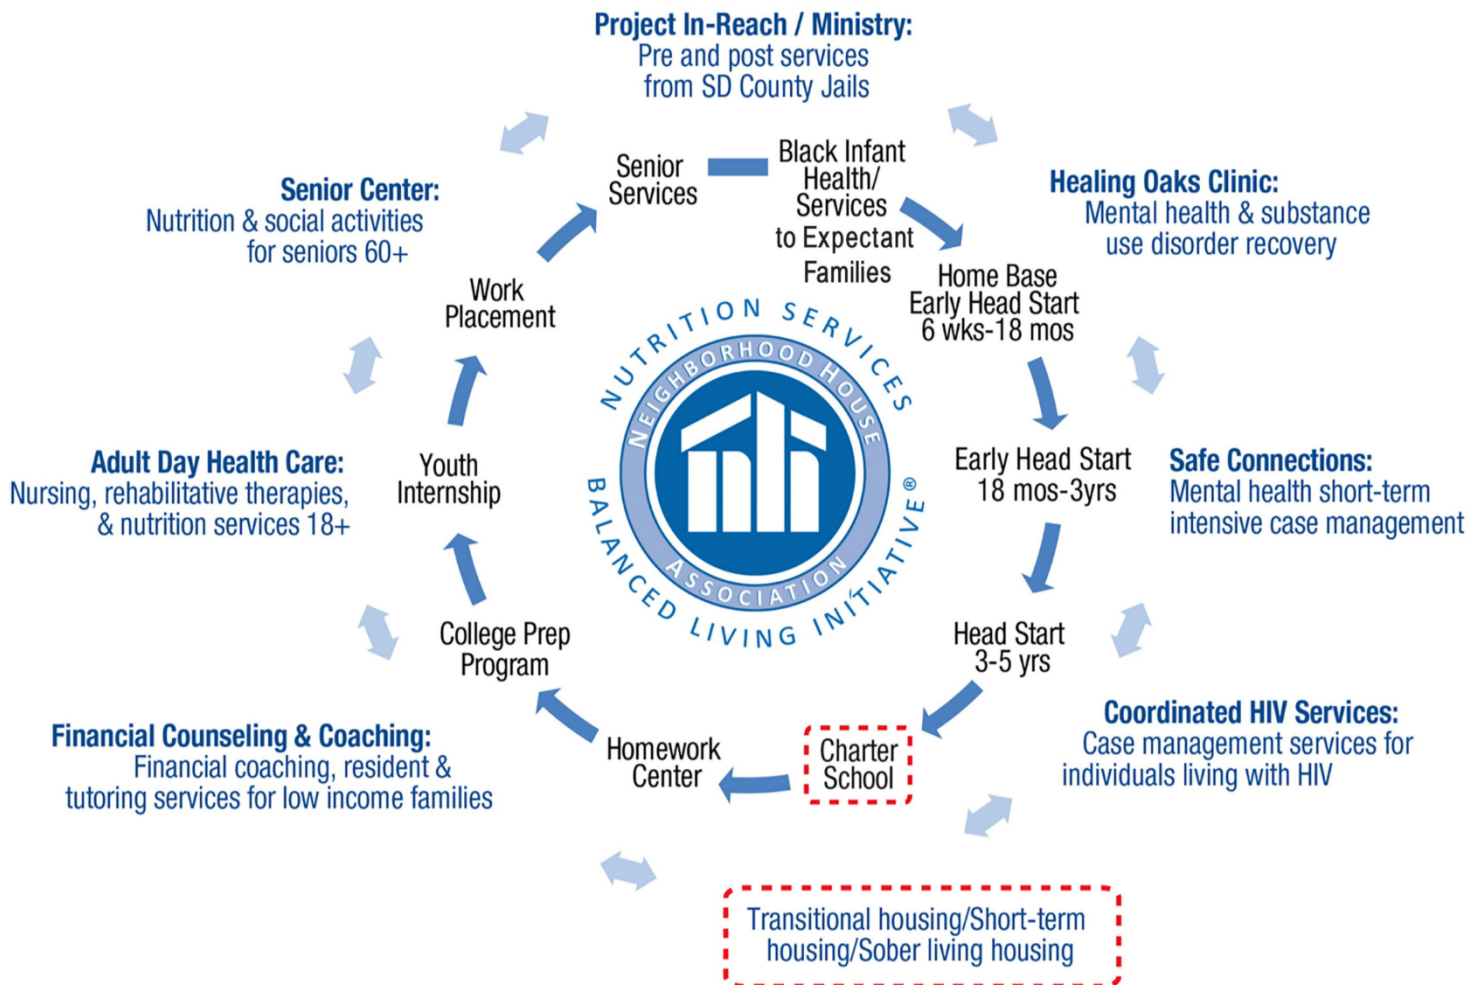 Project In-Reach / Ministry:
Pre and post services
from SD County Jails
Healing Oaks Clinic:
Mental health & substance
use disorder recovery
Safe Connections:
Mental health short-term
intensive case management
Coordinated HIV Services:
Case management services for
individuals living with HIV
Transitional housing/Short-term
housing/Sober living housing
Financial Counseling & Coaching:
Financial coaching, resident &
tutoring services for low income families
Adult Day Health Care:
Nursing, rehabilitative therapies,
& nutrition services 18+
Senior Center:
Nutrition & social activities
for seniors 60+
Senior
Services
Black Infant
Health/
Services
to Expectant
Families
Home Base
Early Head Start
6 wks-18 mos
Early Head Start
18 mos-3yrs
Head Start
3-5 yrs
Charter
School
Homework
Center
College Prep
Program
Youth
Internship
Work
Placement
NUTRITION SERVICES
NEIGHBORHOOD HOUSE
ASSOCIATION
BALANCED LIVING INITIATIVE®